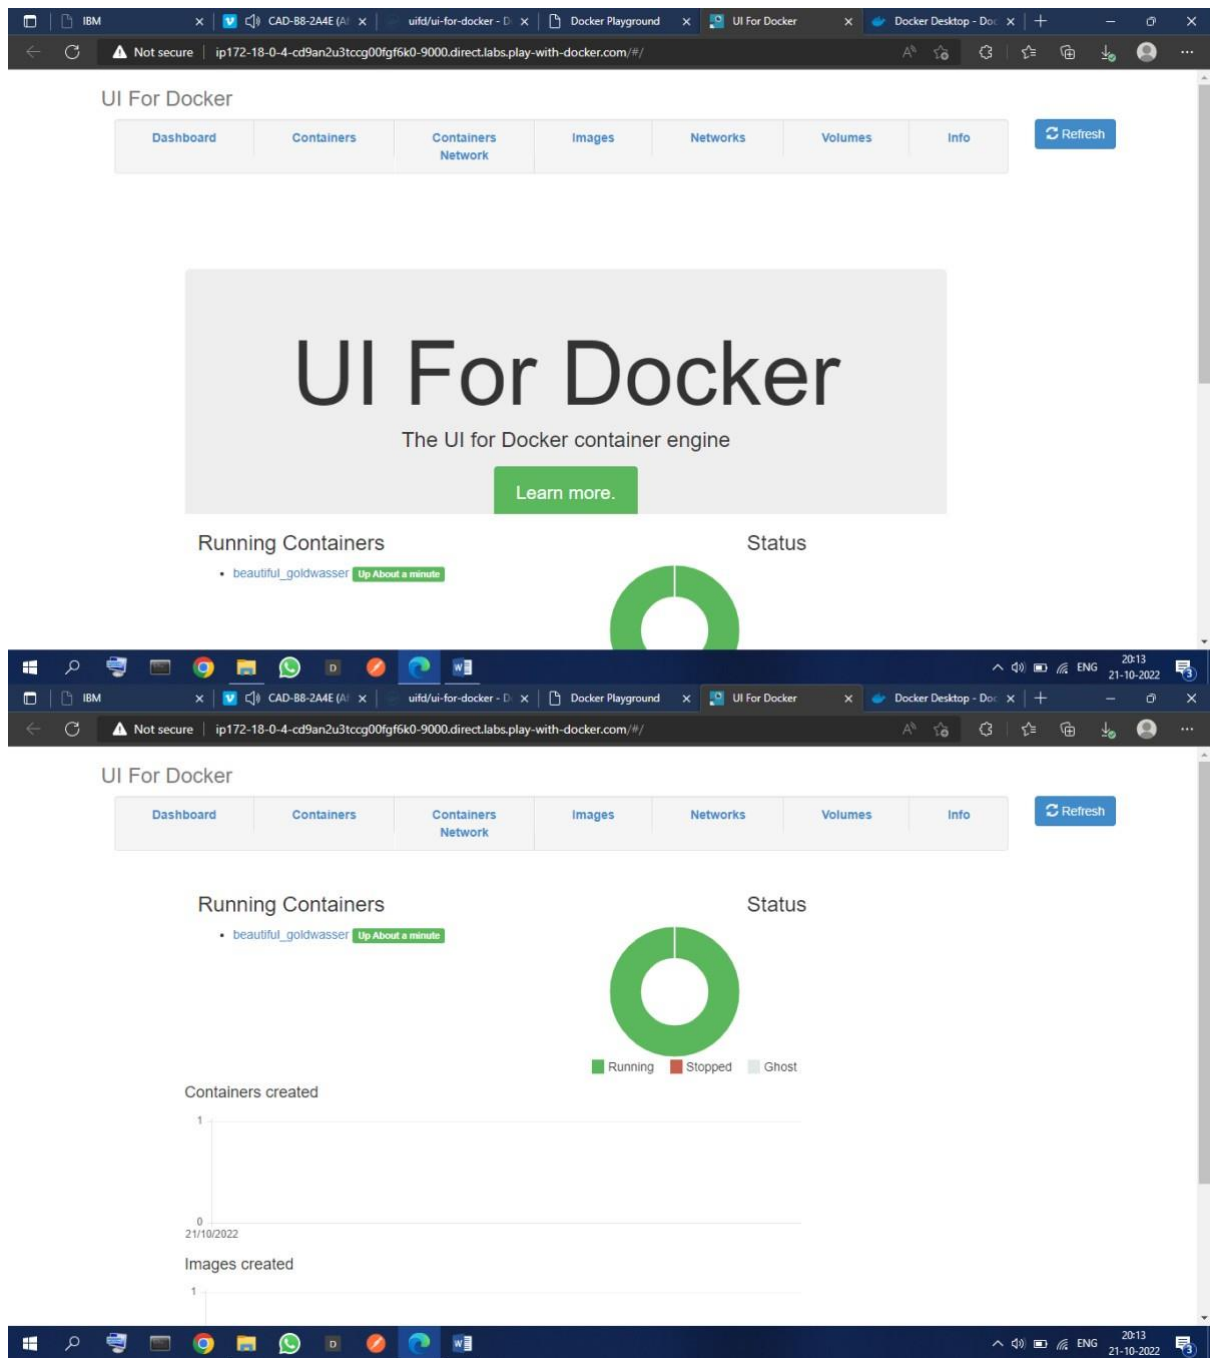 IBM
CAD-B8-2A4E (A
uifd/ui-for-docker - D
Docker Playground
UI For Docker
Docker Desktop - Doc
Not secure
ip172-18-0-4-cd9an2u3tccg00fgf6k0-9000.direct.labs.play-with-docker.com/#/
UI For Docker
Dashboard
Containers
Containers
Network
Images
Networks
Volumes
Info
Refresh
UI For Docker
The UI for Docker container engine
Learn more.
Running Containers
Status
beautiful_goldwasser Up About a minute
ENG
20:13
21-10-2022
3
IBM
CAD-B8-2A4E (A
uifd/ui-for-docker - D
Docker Playground
UI For Docker
Docker Desktop - Doc
Not secure
ip172-18-0-4-cd9an2u3tccg00fgf6k0-9000.direct.labs.play-with-docker.com/#/
UI For Docker
Dashboard
Containers
Containers
Network
Images
Networks
Volumes
Info
Refresh
Running Containers
Status
beautiful_goldwasser Up About a minute
Running Stopped Ghost
Containers created
1
0
21/10/2022
Images created
1
ENG
20:13
21-10-2022
3